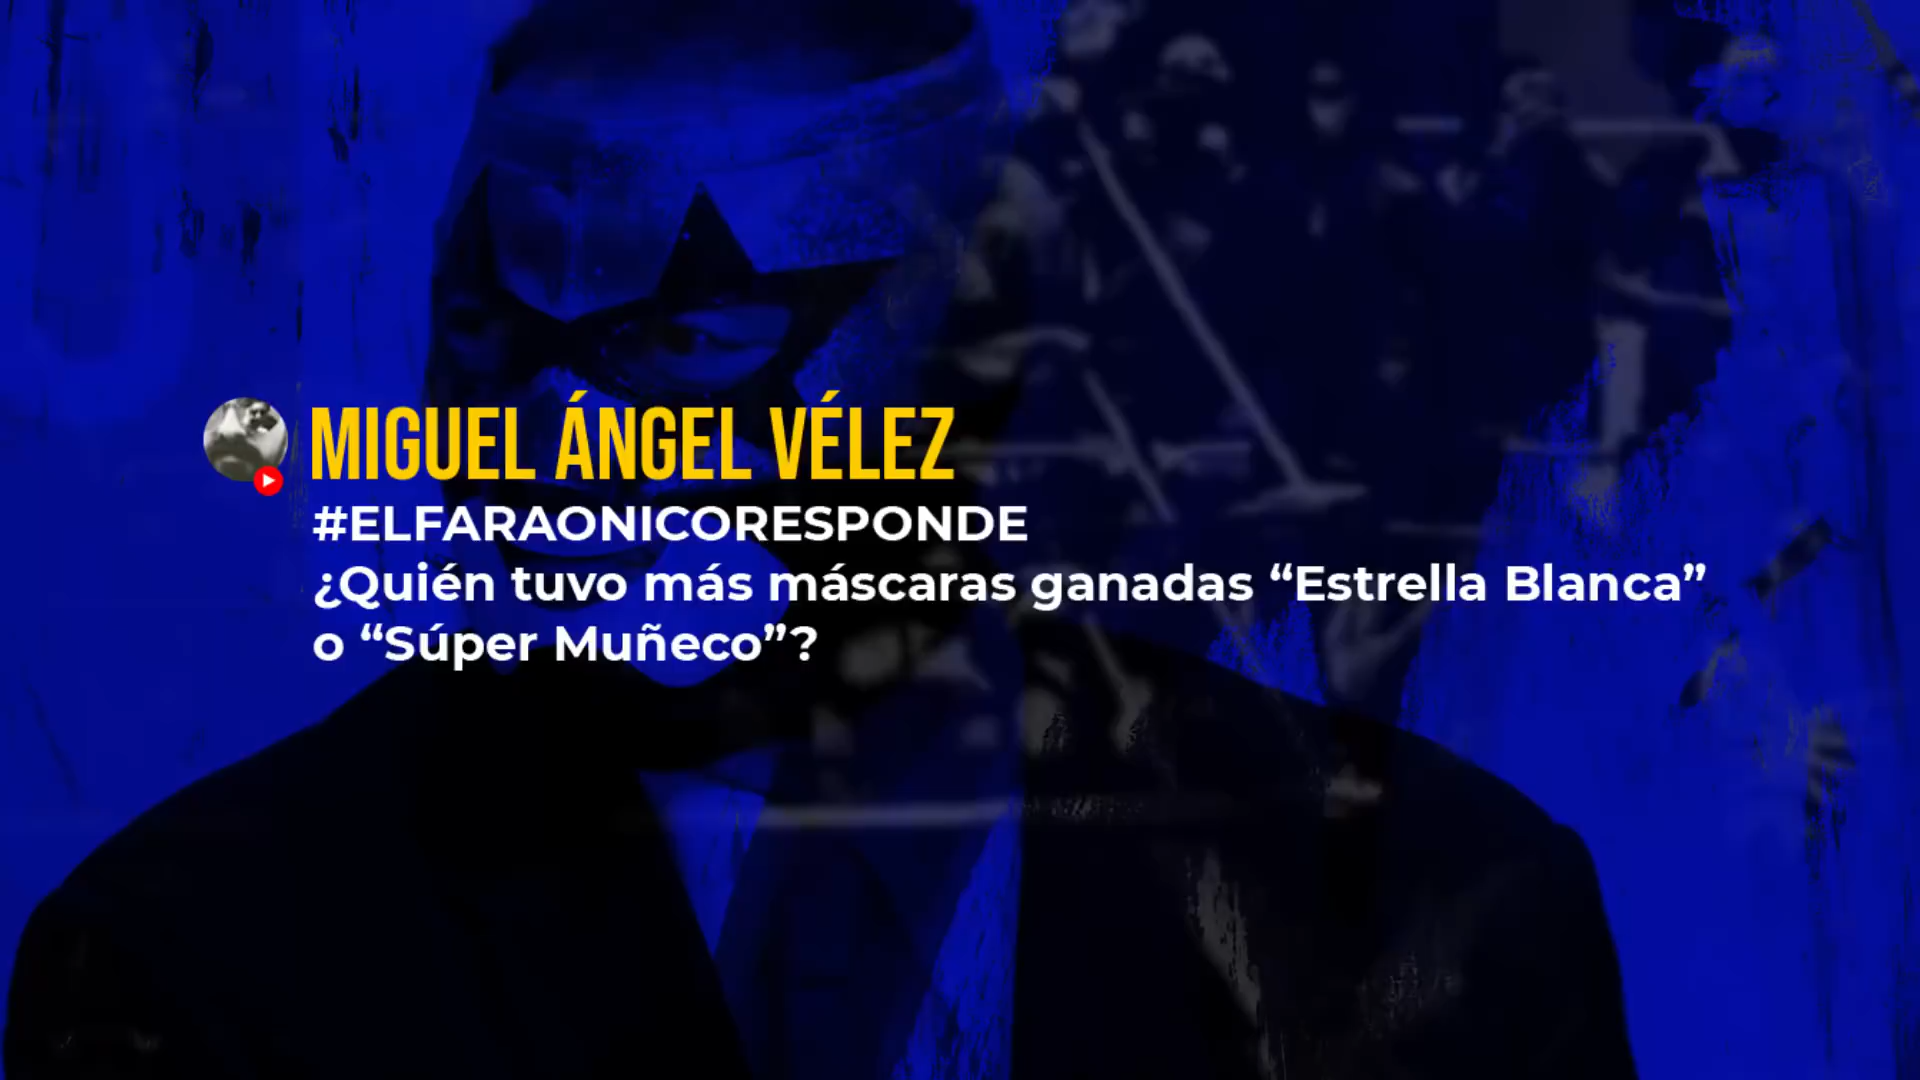 MIGUEL ÁNGEL VÉLEZ
#ELFARAONICORESPONDE
¿Quién tuvo más máscaras ganadas “Estrella Blanca”
o “Súper Muñeco”?